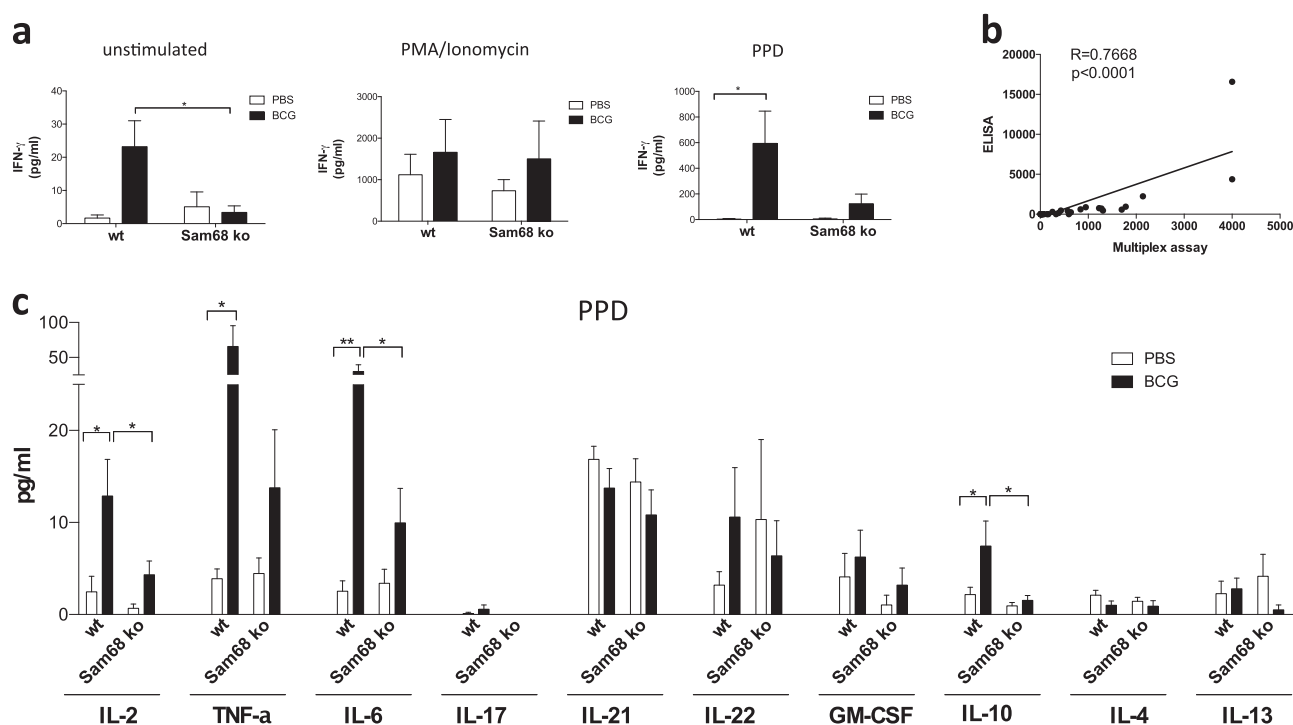 a
unstimulated
IFN-γ
(pg/ml)
40
30
20
10
0
*
PBS
BCG
wt
Sam68 ko
PMA/Ionomycin
IFN-γ
(pg/ml)
3000
2000
1000
0
PBS
BCG
wt
Sam68 ko
PPD
IFN-γ
(pg/ml)
1000
800
600
400
200
0
*
PBS
BCG
wt
Sam68 ko
b
R=0.7668
p<0.0001
ELISA
20000
15000
10000
5000
0
0 1000 2000 3000 4000 5000
Multiplex assay
c
PPD
PBS
BCG
pg/ml
100
50
20
10
0
* *
*
** *
* *
wt Sam68 ko wt Sam68 ko wt Sam68 ko wt Sam68 ko wt Sam68 ko wt Sam68 ko wt Sam68 ko wt Sam68 ko wt Sam68 ko wt Sam68 ko
IL-2 TNF-a IL-6 IL-17 IL-21 IL-22 GM-CSF IL-10 IL-4 IL-13